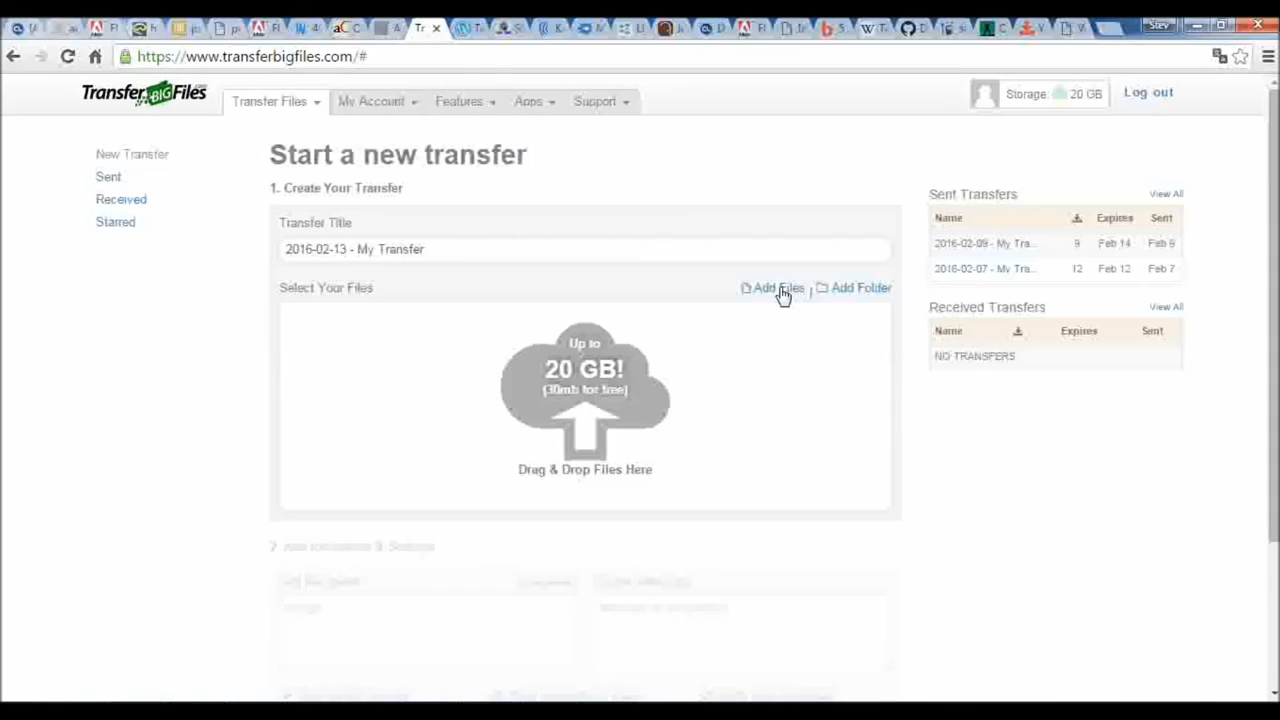 Stev
https://www.transferbigfiles.com/#
TransferBigFiles
Transfer Files
My Account
Features
Apps
Support
Storage: 20 GB
Log out
New Transfer
Sent
Received
Starred
Start a new transfer
1. Create Your Transfer
Transfer Title
2016-02-13 - My Transfer
Select Your Files
Add Files | Add Folder
Up to
20 GB!
(30mb for free)
Drag & Drop Files Here
Sent Transfers View All
Name Expires Sent
2016-02-09 - My Tra... 9 Feb 14 Feb 9
2016-02-07 - My Tra... 12 Feb 12 Feb 7
Received Transfers View All
Name Expires Sent
NO TRANSFERS